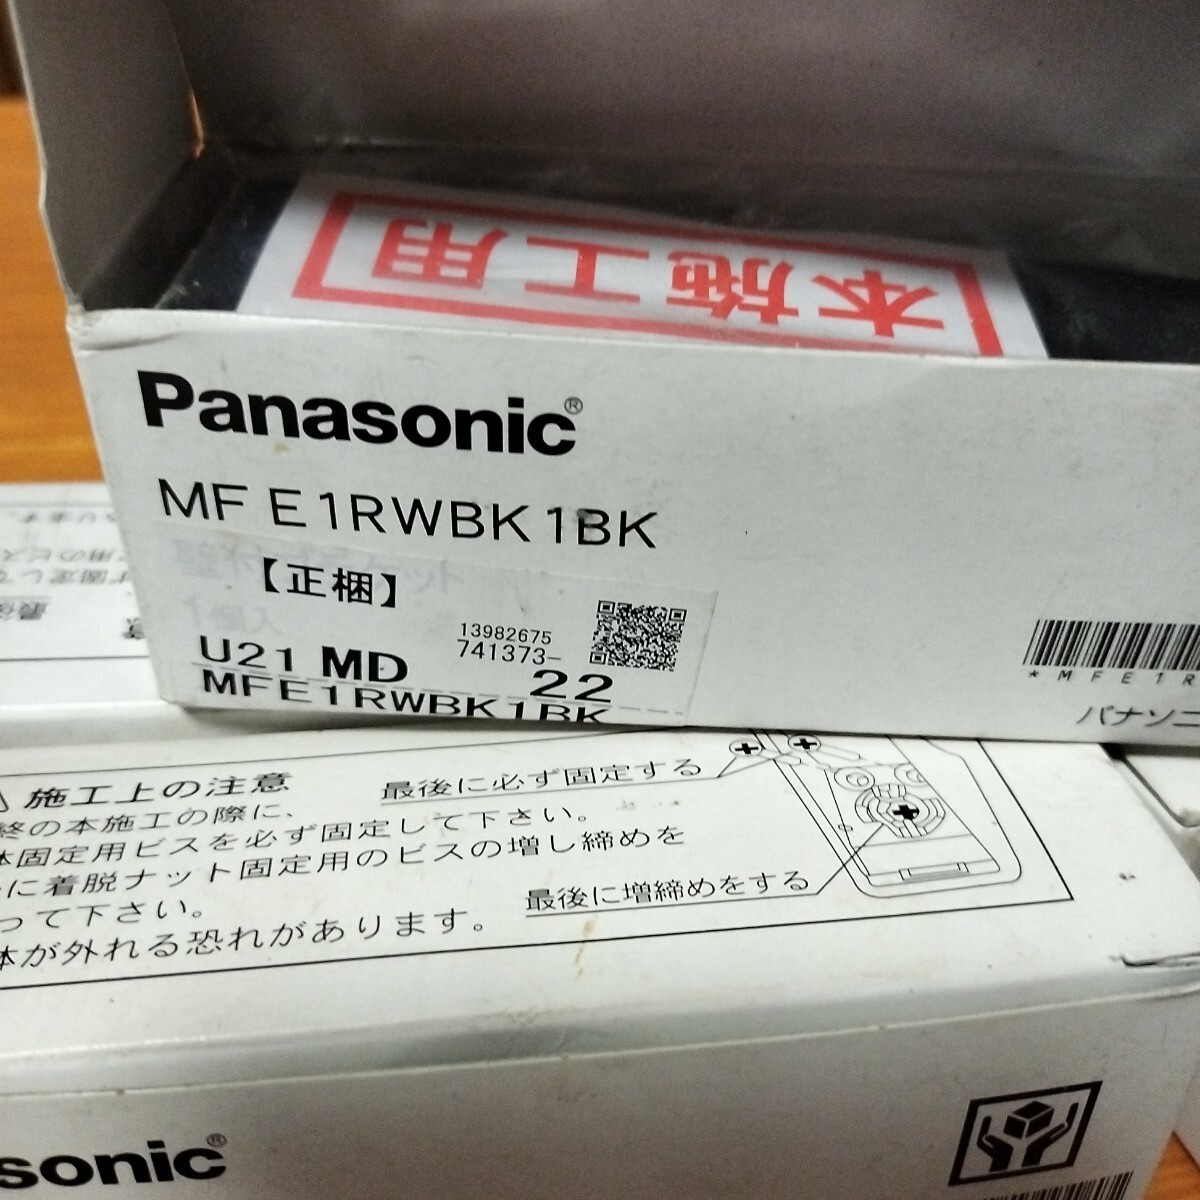 本施工用
Panasonic®
MF E1RWBK1BK
【正梱】
13982675
741373-
U21 MD 22
MFE1RWBK1BK
*MFE1R
パナソニ
施工上の注意
終の本施工の際に、
体固定用ビスを必ず固定して下さい。
に着脱ナット固定用のビスの増し締めを
って下さい。
体が外れる恐れがあります。
最後に必ず固定する
最後に増締めをする
sonic®